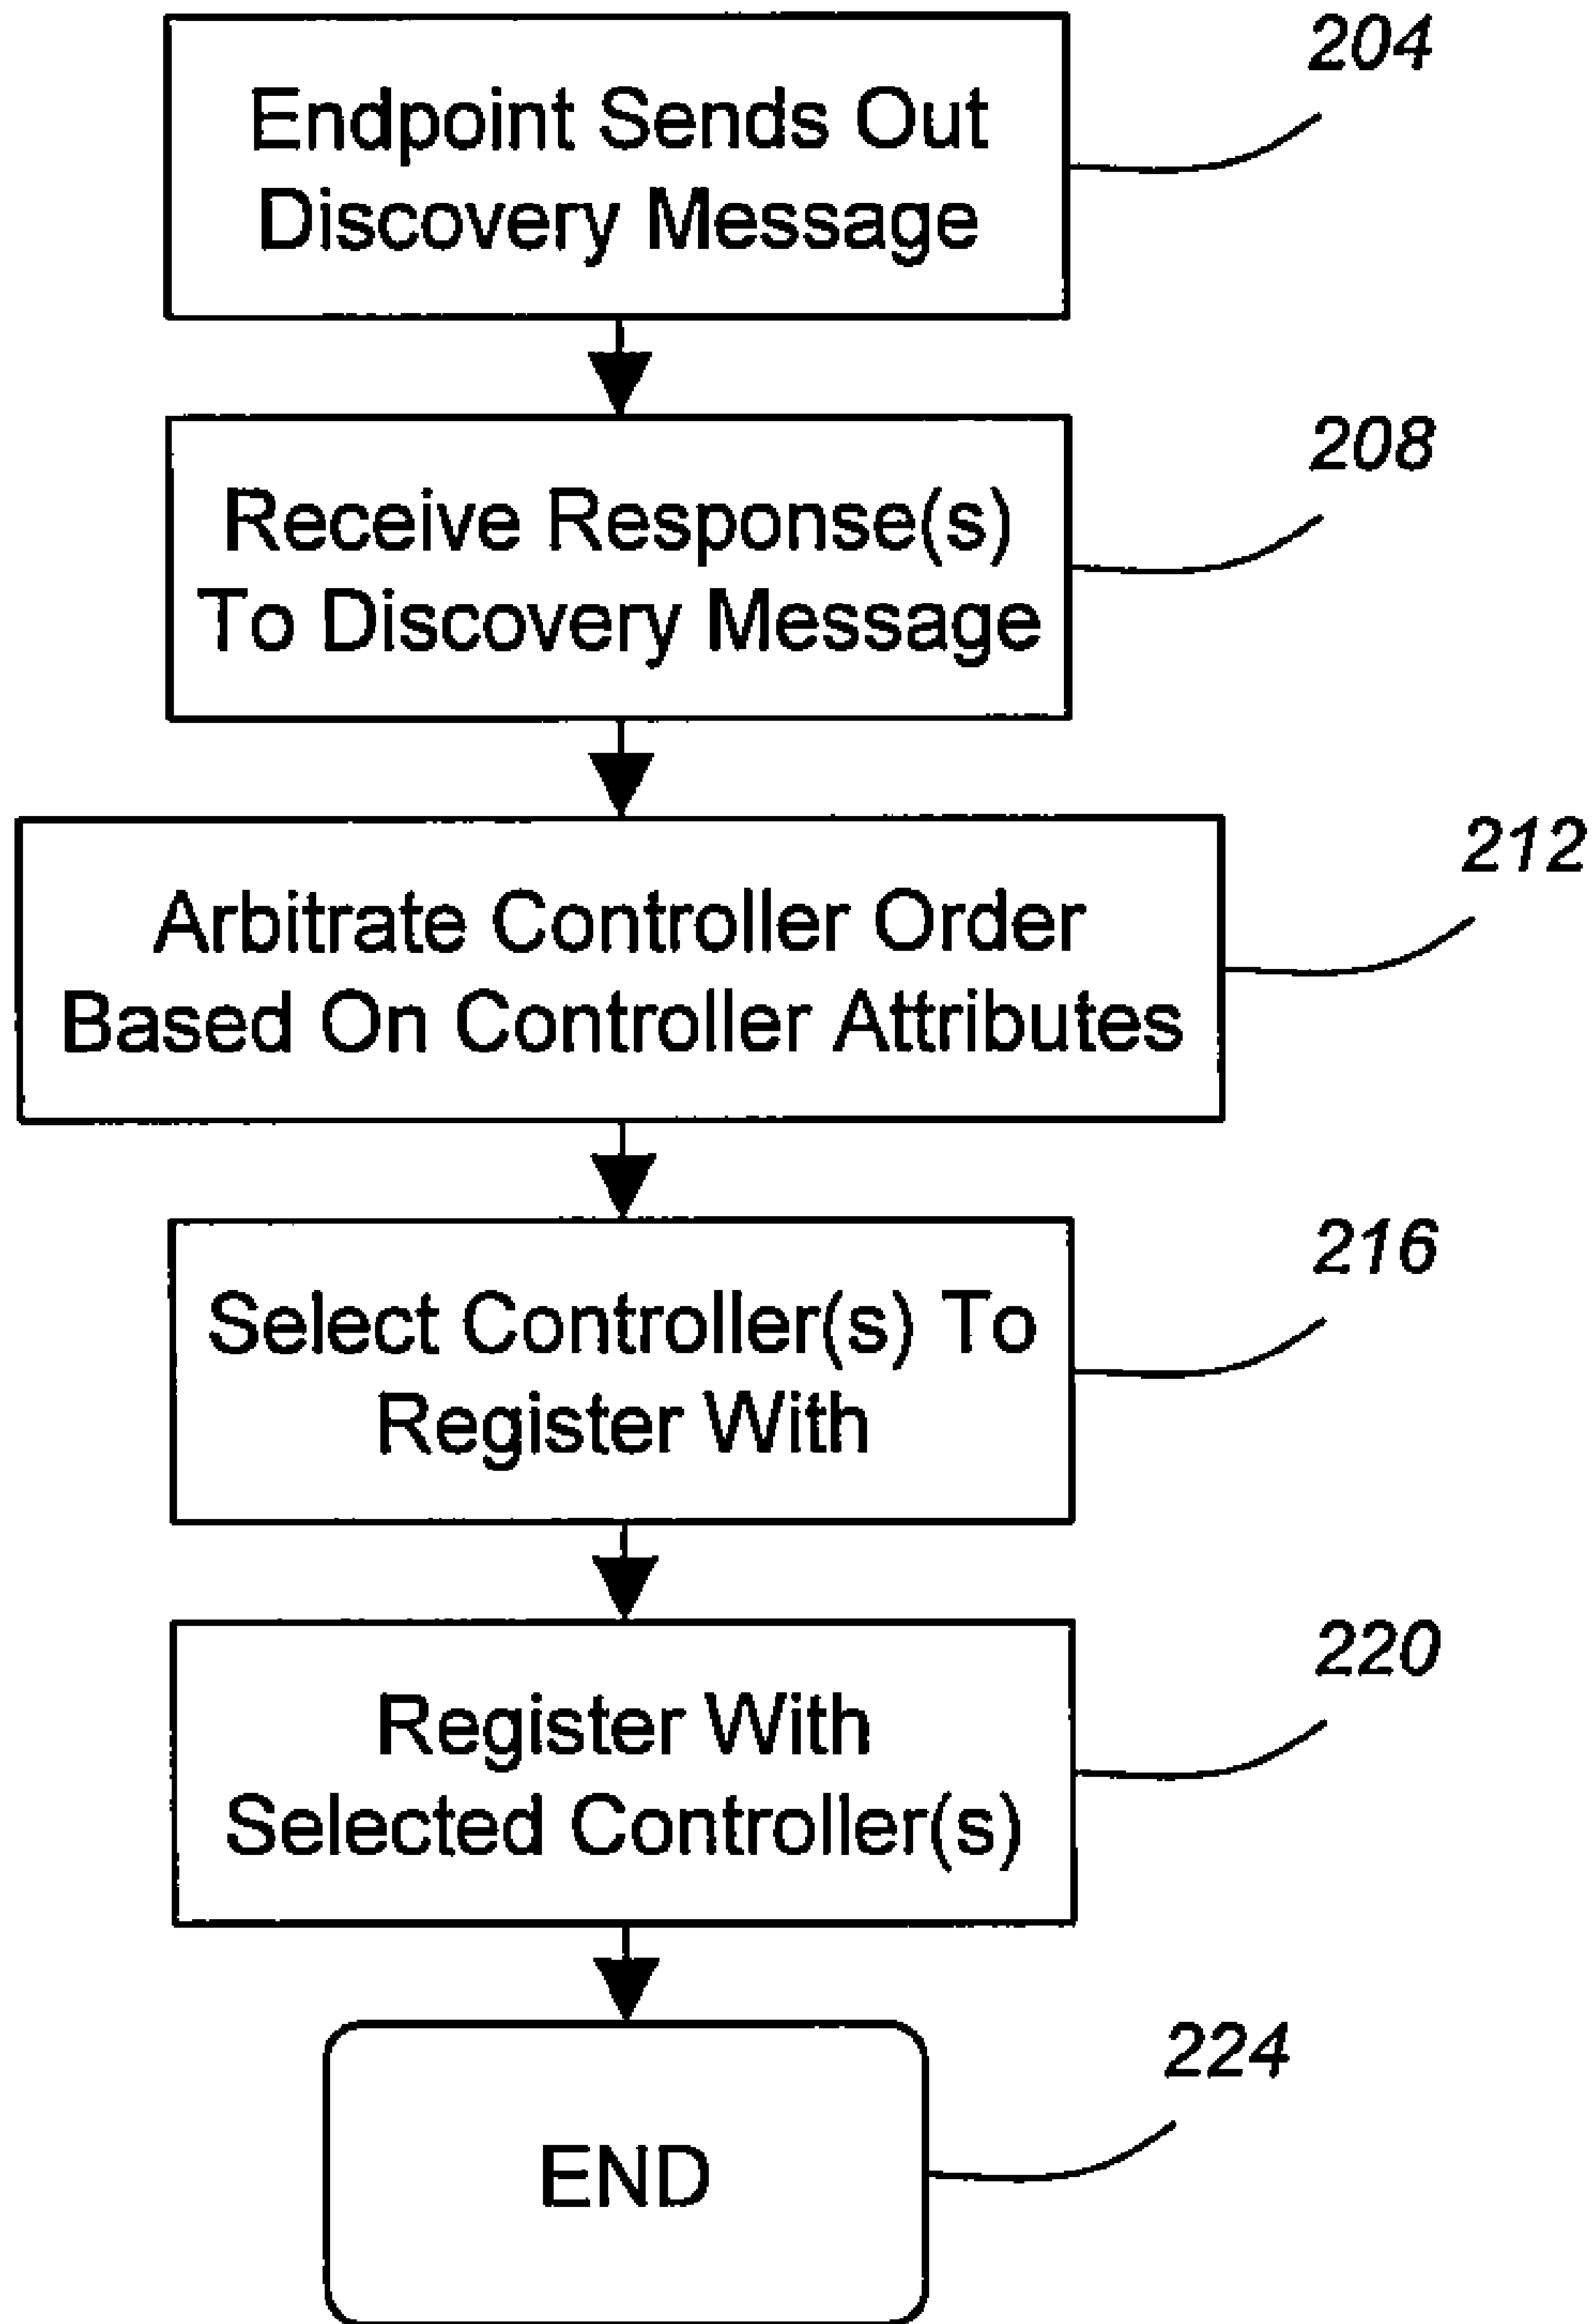 204
Endpoint Sends Out
Discovery Message
208
Receive Response(s)
To Discovery Message
212
Arbitrate Controller Order
Based On Controller Attributes
216
Select Controller(s) To
Register With
220
Register With
Selected Controller(s)
224
END